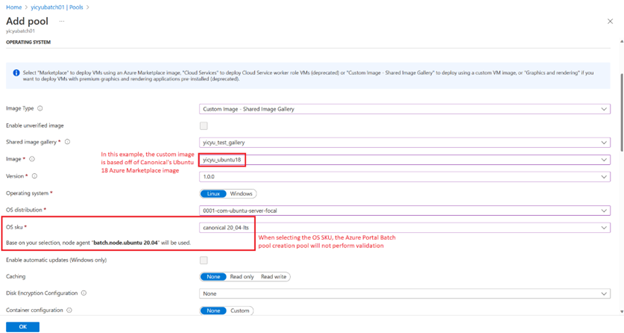 Home > yicyubatch01 | Pools >
Add pool ...
yicyubatch01
OPERATING SYSTEM
Select "Marketplace" to deploy VMs using an Azure Marketplace image, "Cloud Services" to deploy Cloud Service worker role VMs (deprecated) or "Custom Image - Shared Image Gallery" to deploy using a custom VM image, or "Graphics and rendering" if you
want to deploy VMs with premium graphics and rendering applications pre-installed (deprecated).
Image Type
Custom Image - Shared Image Gallery
Enable unverified image
Shared image gallery *
yicyu_test_gallery
In this example, the custom image
is based off of Canonical's Ubuntu
18 Azure Marketplace image
Image *
yicyu_ubuntu18
Version *
1.0.0
Operating system *
Linux Windows
OS distribution *
0001-com-ubuntu-server-focal
OS sku *
canonical 20_04-lts
Base on your selection, node agent "batch.node.ubuntu 20.04" will be used.
When selecting the OS SKU, the Azure Portal Batch
pool creation pool will not perform validation
Enable automatic updates (Windows only)
Caching
None Read only Read write
Disk Encryption Configuration
None
Container configuration
None Custom
OK